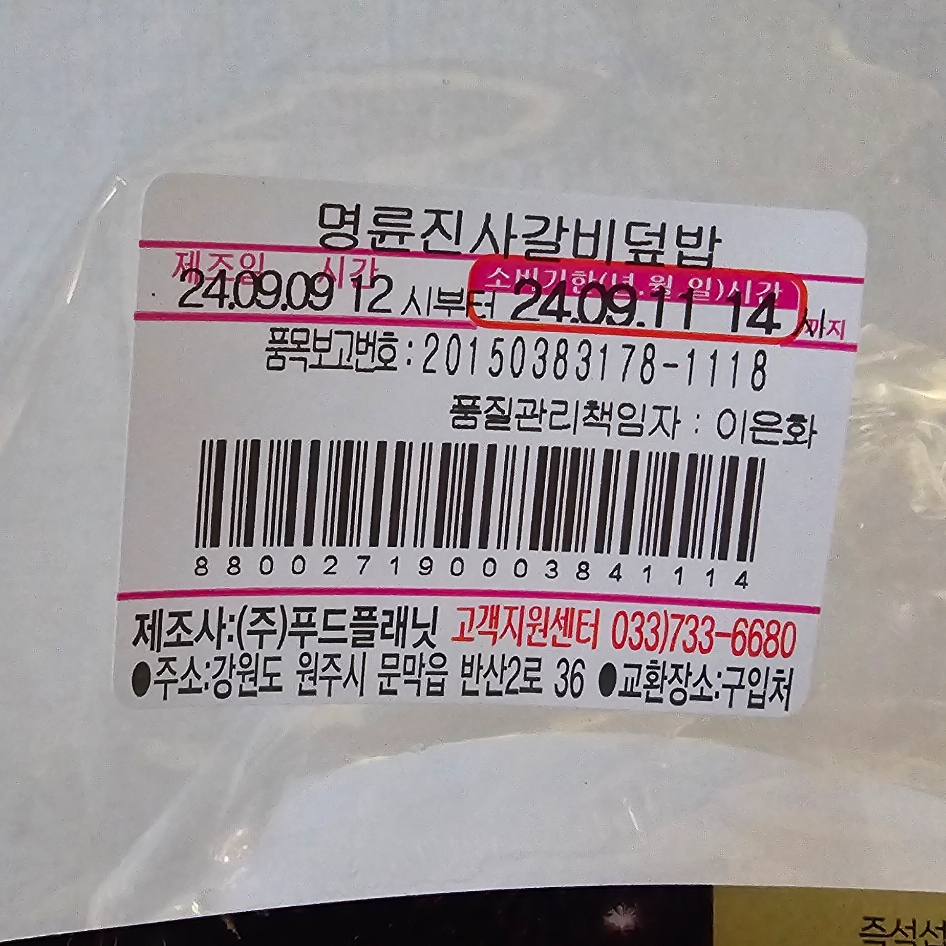 명륜진사갈비덮밥
제조일 시간 소비기한(년.월 일)시간
24.09.09 12 시부터 24.09.11 14 시 까지
품목보고번호:20150383178-1118
품질관리책임자 : 이은화
8800271900038411114
제조사:(주)푸드플래닛 고객지원센터 033)733-6680
●주소:강원도 원주시 문막읍 반산2로 36 ●교환장소:구입처